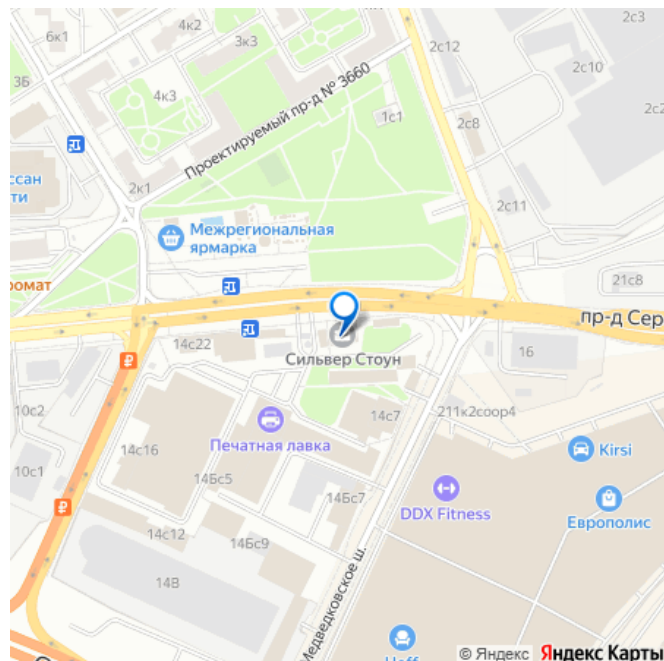 2с3
4к2
6к1
3к3
2с12
2с10
3Б
4к3
Проектируемый пр-д № 3660
1с1
2с8
2с2
ссан
ти
2к1
2с11
Межрегиональная
ярмарка
21с8
ромат
пр-д Сер
14с22
Сильвер Стоун
16
10с2
14с7
211к2соор4
Печатная лавка
14с16
Kirsi
10с1
14Бс5
14Бс7
DDX Fitness
Европолис
14с12
14Бс9
14В
Медведковское ш.
Hoff
© Яндекс Яндекс Карты